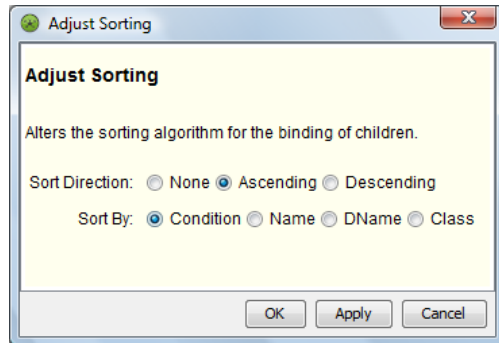 Adjust Sorting
Adjust Sorting
Alters the sorting algorithm for the binding of children.
Sort Direction: None Ascending Descending
Sort By: Condition Name DName Class
OK Apply Cancel